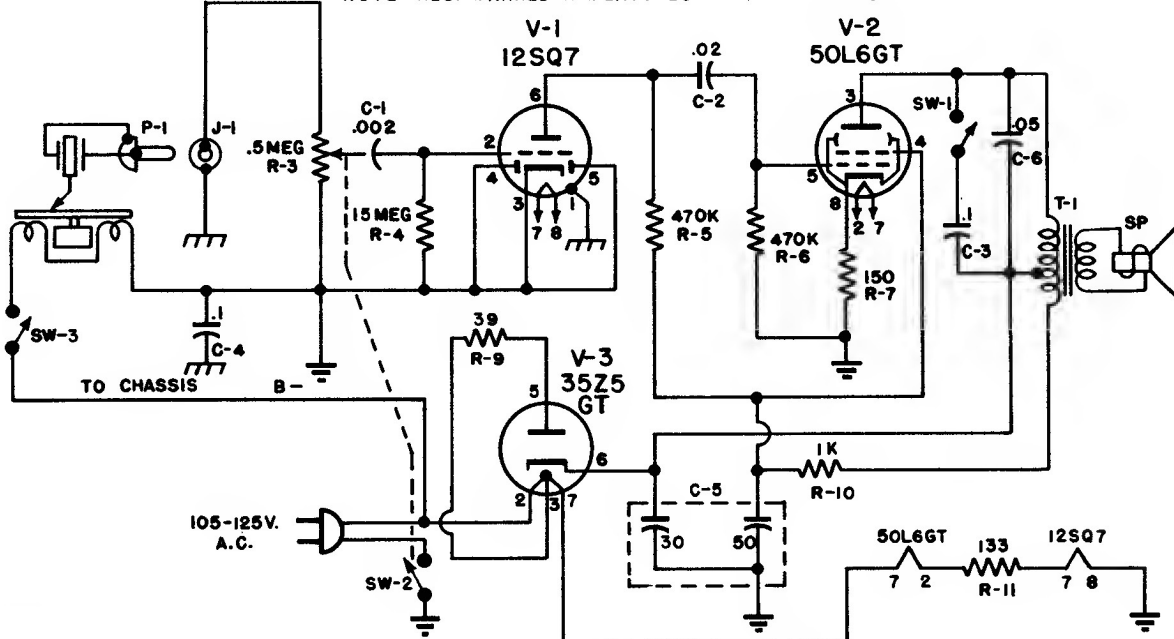 V-1
12SQ7
V-2
50L6GT
.02
C-2
6
3
P-1
J-1
C-1
.002
.5MEG
R-3
2
4
5
3
7
8
1
SW-1
4
5
8
2
7
.05
C-6
15 MEG
R-4
470K
R-5
470K
R-6
150
R-7
.1
C-3
T-1
SP
SW-3
.1
C-4
39
R-9
V-3
35Z5
GT
TO CHASSIS B-
5
6
2
3
7
1K
R-10
C-5
30
50
105-125V.
A.C.
SW-2
50L6GT
133
12SQ7
7 2
R-11
7 8